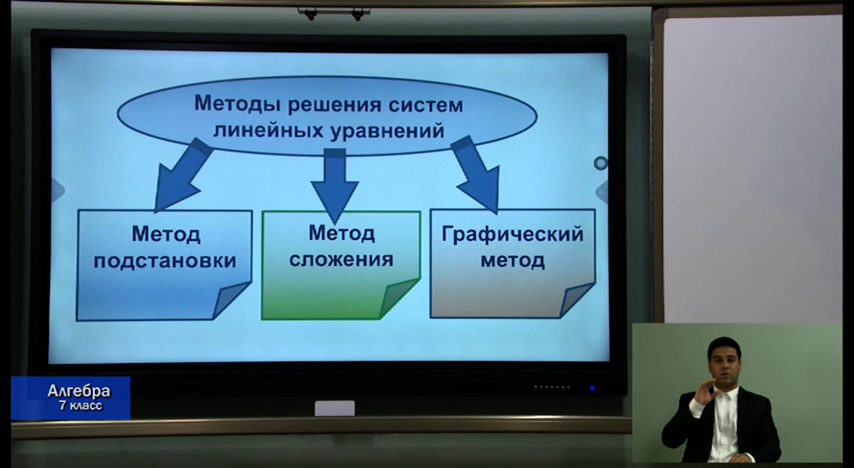 Методы решения систем
линейных уравнений
Метод
подстановки
Метод
сложения
Графический
метод
Алгебра
7 класс